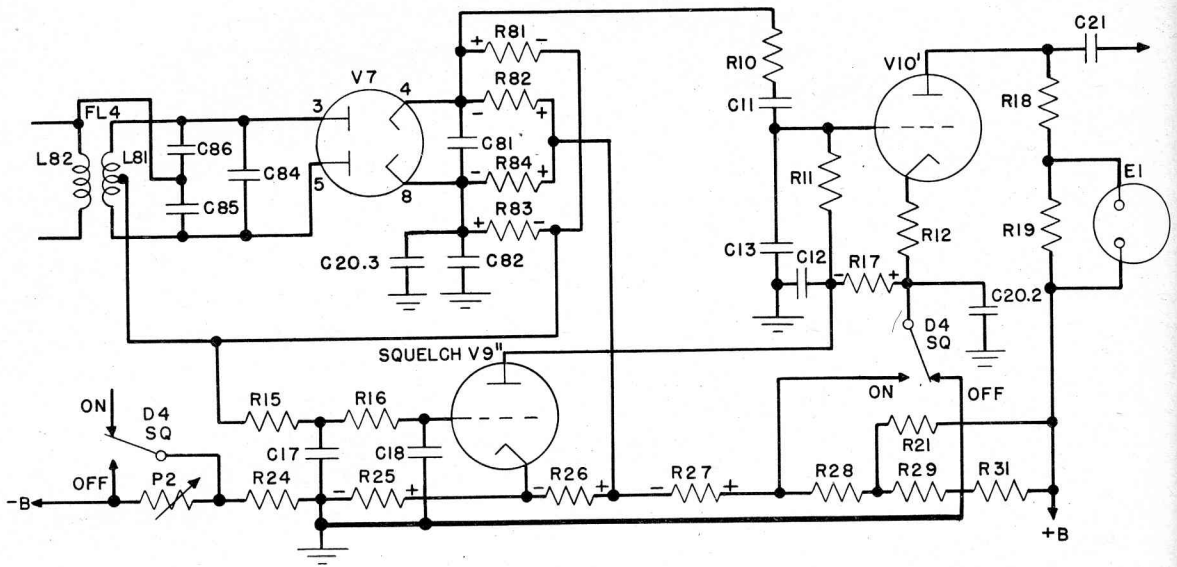 C21
+ R81 -
R82
- +
R10
V10'
R18
V7
4
3
FL4
L82
L81
C86
C84
C81
C11
R11
E1
5
R84
- +
8
C85
R83
+ -
R19
R12
C13
C12
R17
- +
C20.3
C82
C20.2
D4
SQ
SQUELCH V9"
ON
OFF
ON
D4
SQ
R15
R16
R21
C17
C18
OFF
P2
R24
- R25 +
- R26 +
- R27 +
R28
R29
R31
-B
+B